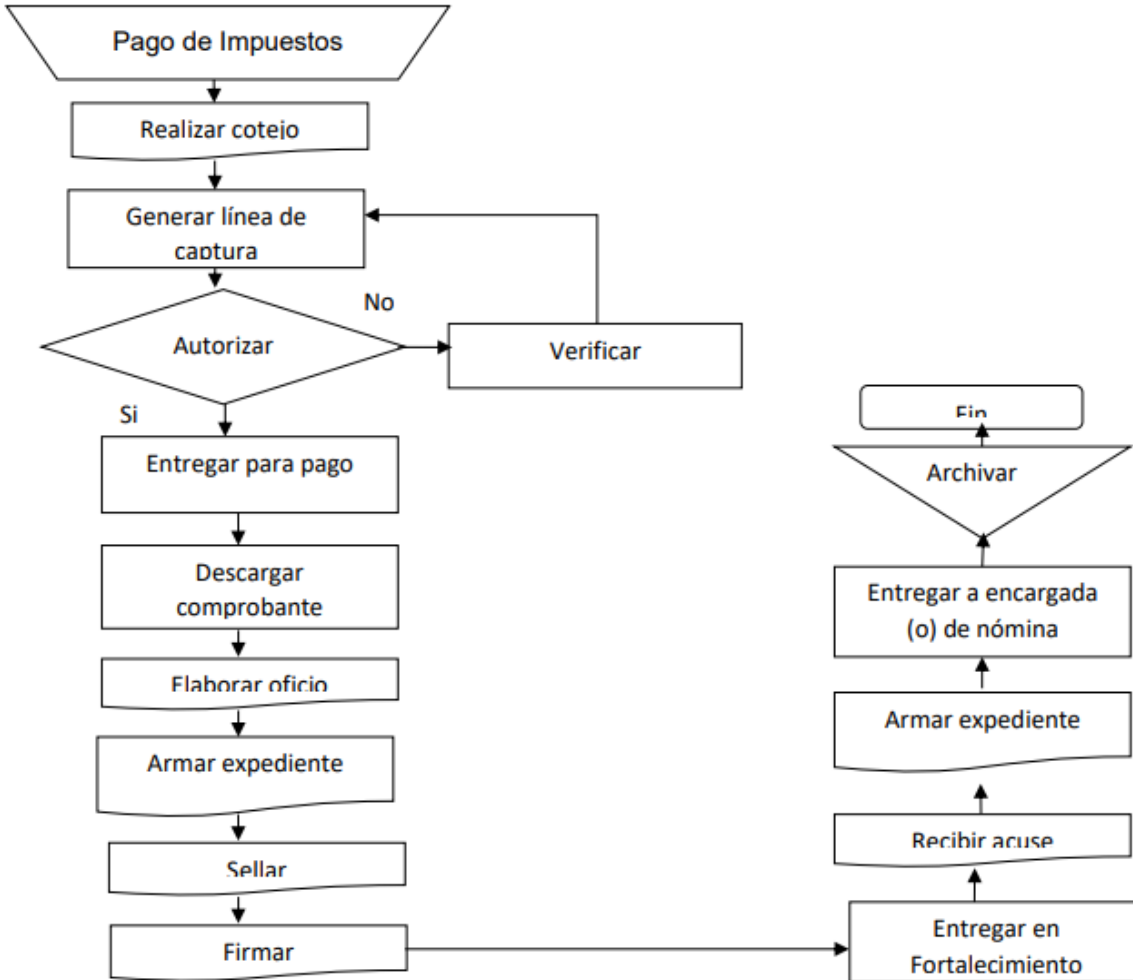 Pago de Impuestos
Realizar cotejo
Generar línea de
captura
No
Autorizar
Verificar
Si
Entregar para pago
Descargar
comprobante
Elaborar oficio
Armar expediente
Sellar
Firmar
Entregar en
Fortalecimiento
Recibir acuse
Armar expediente
Entregar a encargada
(o) de nómina
Archivar
Fin